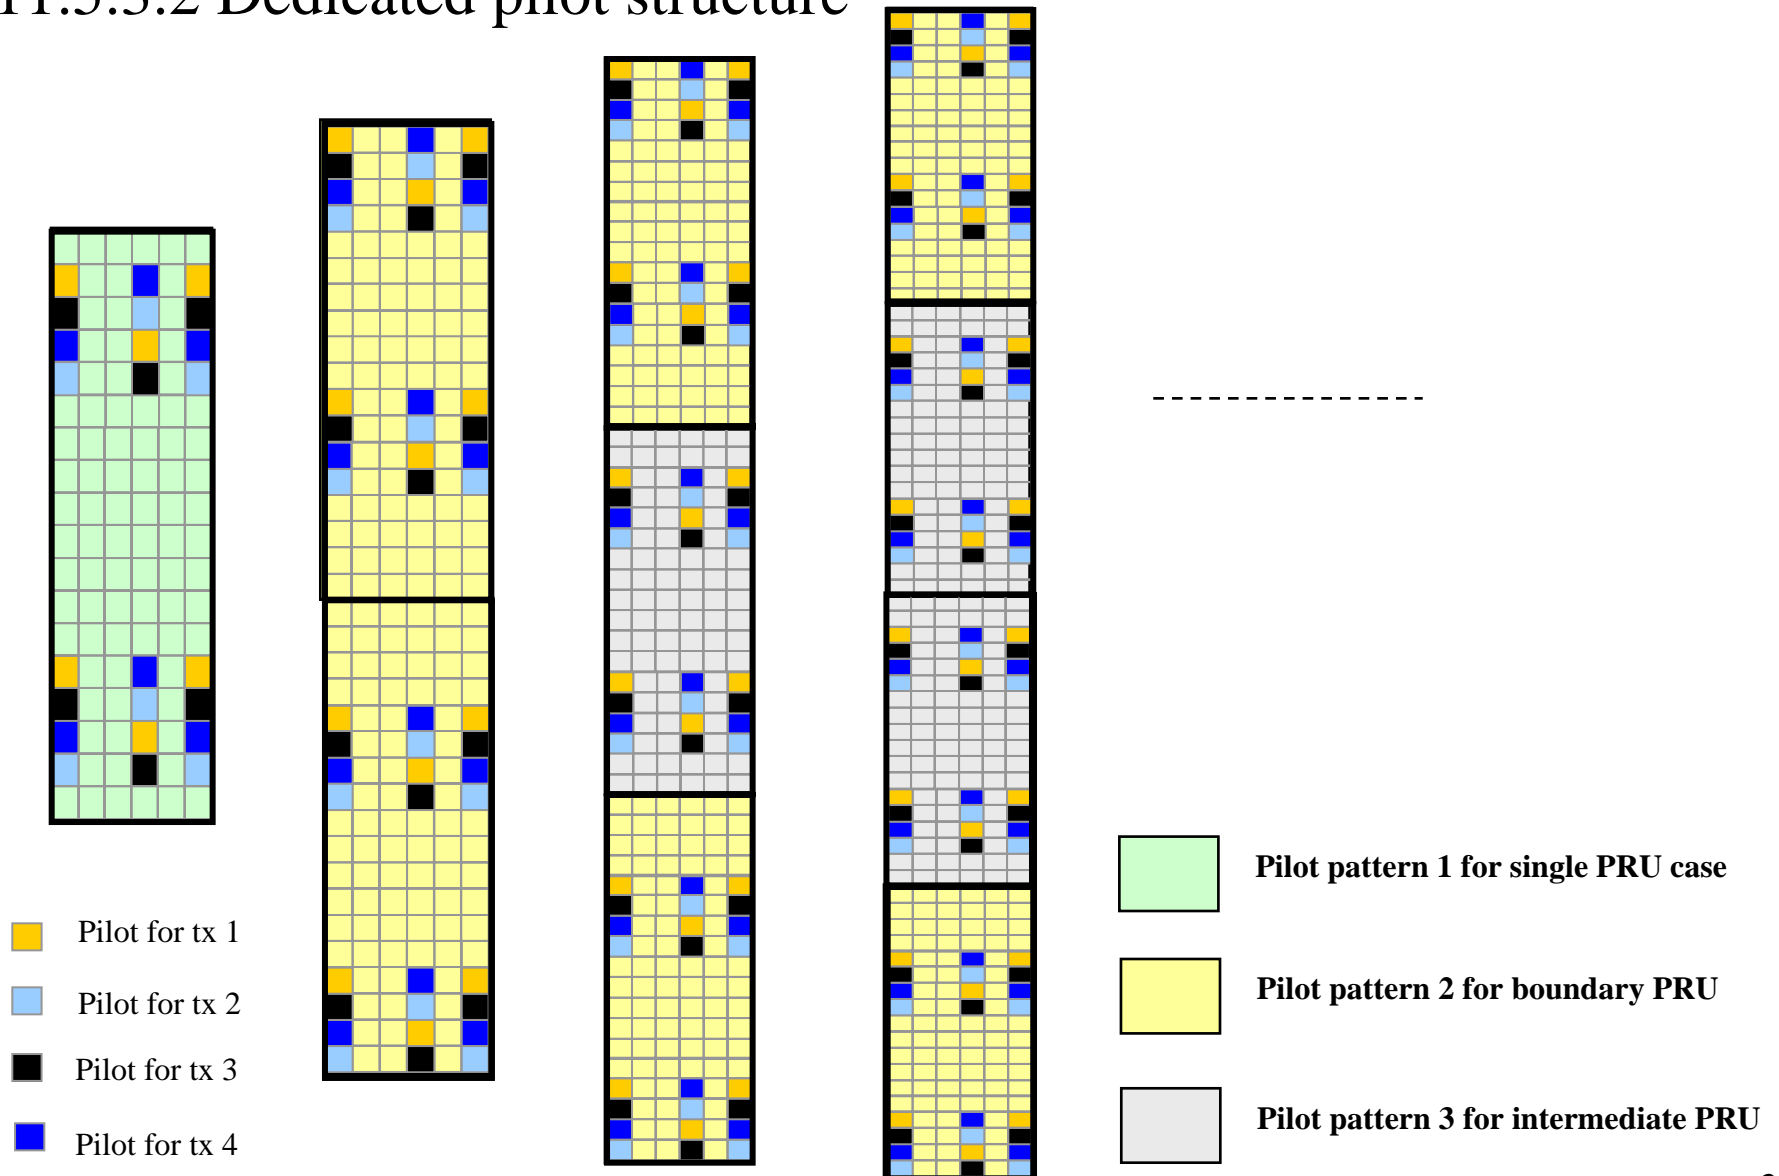 Dedicated pilot structure
Pilot for tx 1
Pilot for tx 2
Pilot for tx 3
Pilot for tx 4
Pilot pattern 1 for single PRU case
Pilot pattern 2 for boundary PRU
Pilot pattern 3 for intermediate PRU